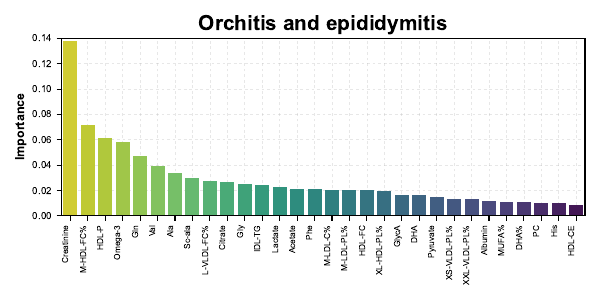 Orchitis and epididymitis
Importance
0.14
0.12
0.10
0.08
0.06
0.04
0.02
0.00
Creatinine
M-HDL-FC%
HDL-P
Omega-3
Gln
Val
Ala
So-ala
L-VLDL-FC%
Citrate
Gly
IDL-TG
Lactate
Acetate
Phe
M-LDL-C%
M-LDL-PL%
HDL-FC
XL-HDL-PL%
GlycA
DHA
Pyruvate
XS-VLDL-PL%
XXL-VLDL-PL%
Albumin
MUFA%
DHA%
PC
His
HDL-CE